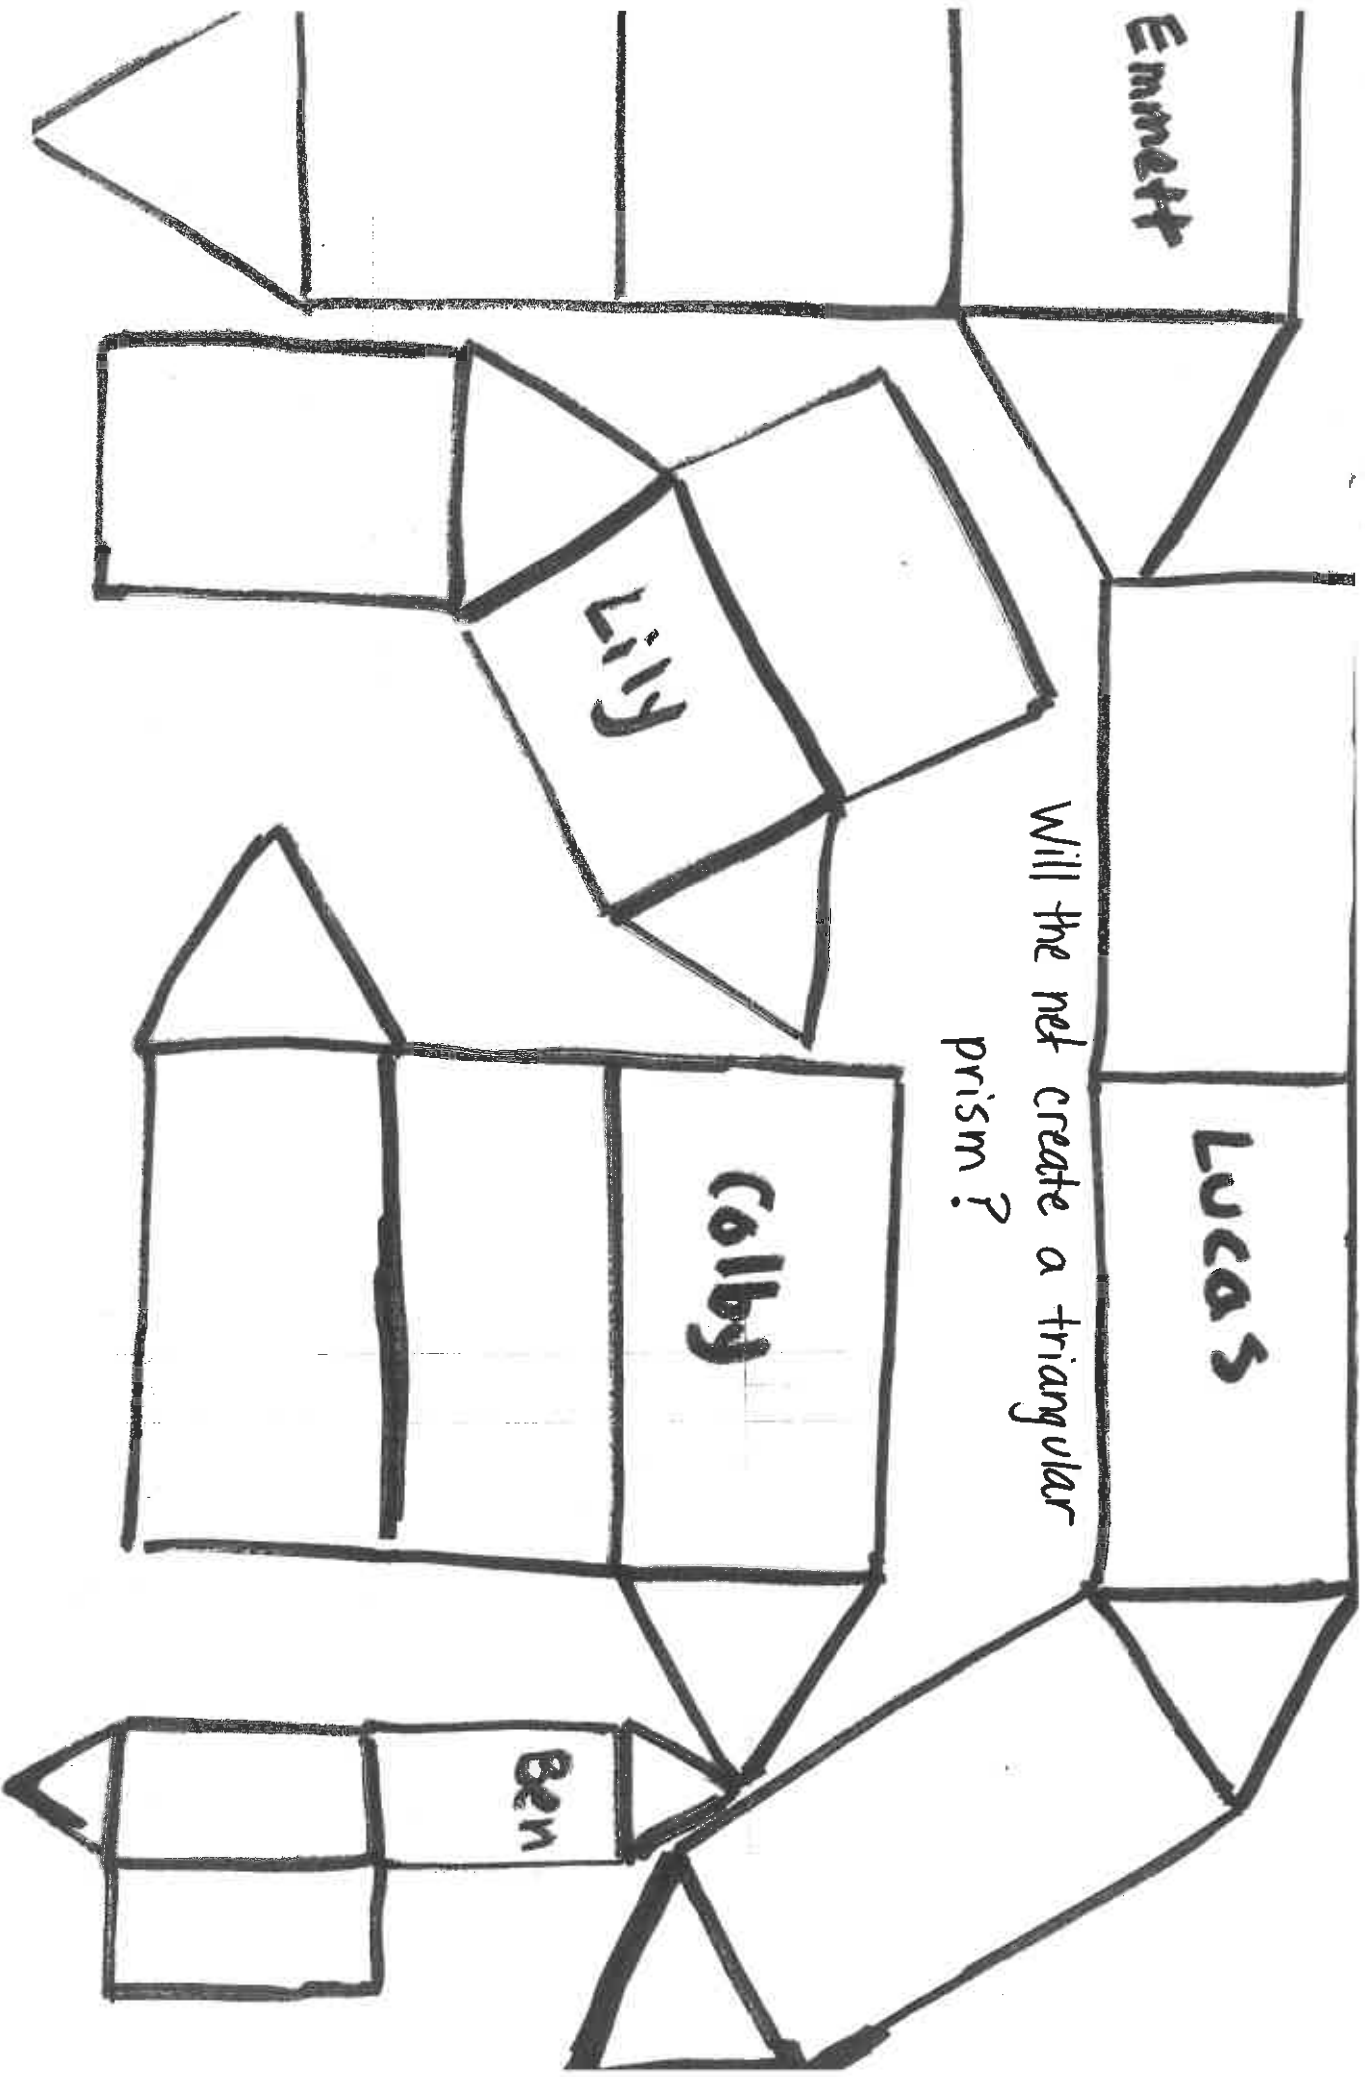 Emmett
Lily
Will the net create a triangular
prism?
Lucas
Colby
Ben